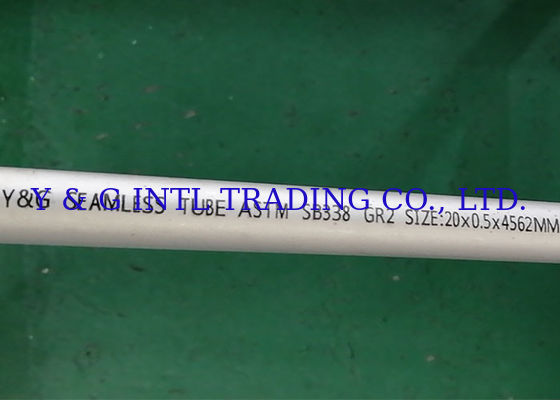 Y&G SEAMLESS TUBE ASTM SB338 GR2 SIZE:20x0.5x4562MM
Y & G INTL TRADING CO., LTD.